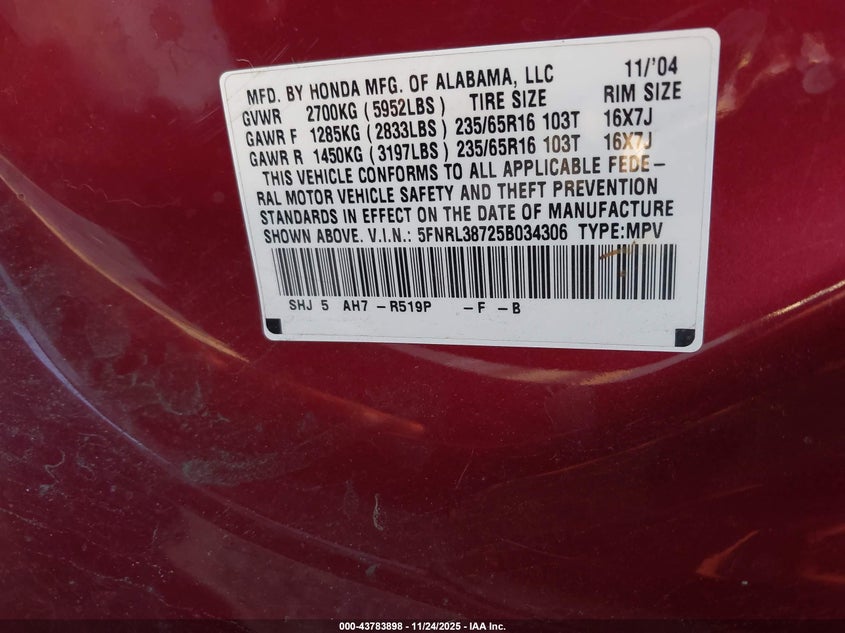 MFD. BY HONDA MFG. OF ALABAMA, LLC 11/'04
GVWR 2700KG (5952LBS) TIRE SIZE RIM SIZE
GAWR F 1285KG (2833LBS) 235/65R16 103T 16X7J
GAWR R 1450KG (3197LBS) 235/65R16 103T 16X7J
THIS VEHICLE CONFORMS TO ALL APPLICABLE FEDE-
RAL MOTOR VEHICLE SAFETY AND THEFT PREVENTION
STANDARDS IN EFFECT ON THE DATE OF MANUFACTURE
SHOWN ABOVE. V.I.N.: 5FNRL38725B034306 TYPE:MPV
SHJ 5 AH7 -R519P -F -B
000-43783898 - 11/24/2025 - IAA Inc.